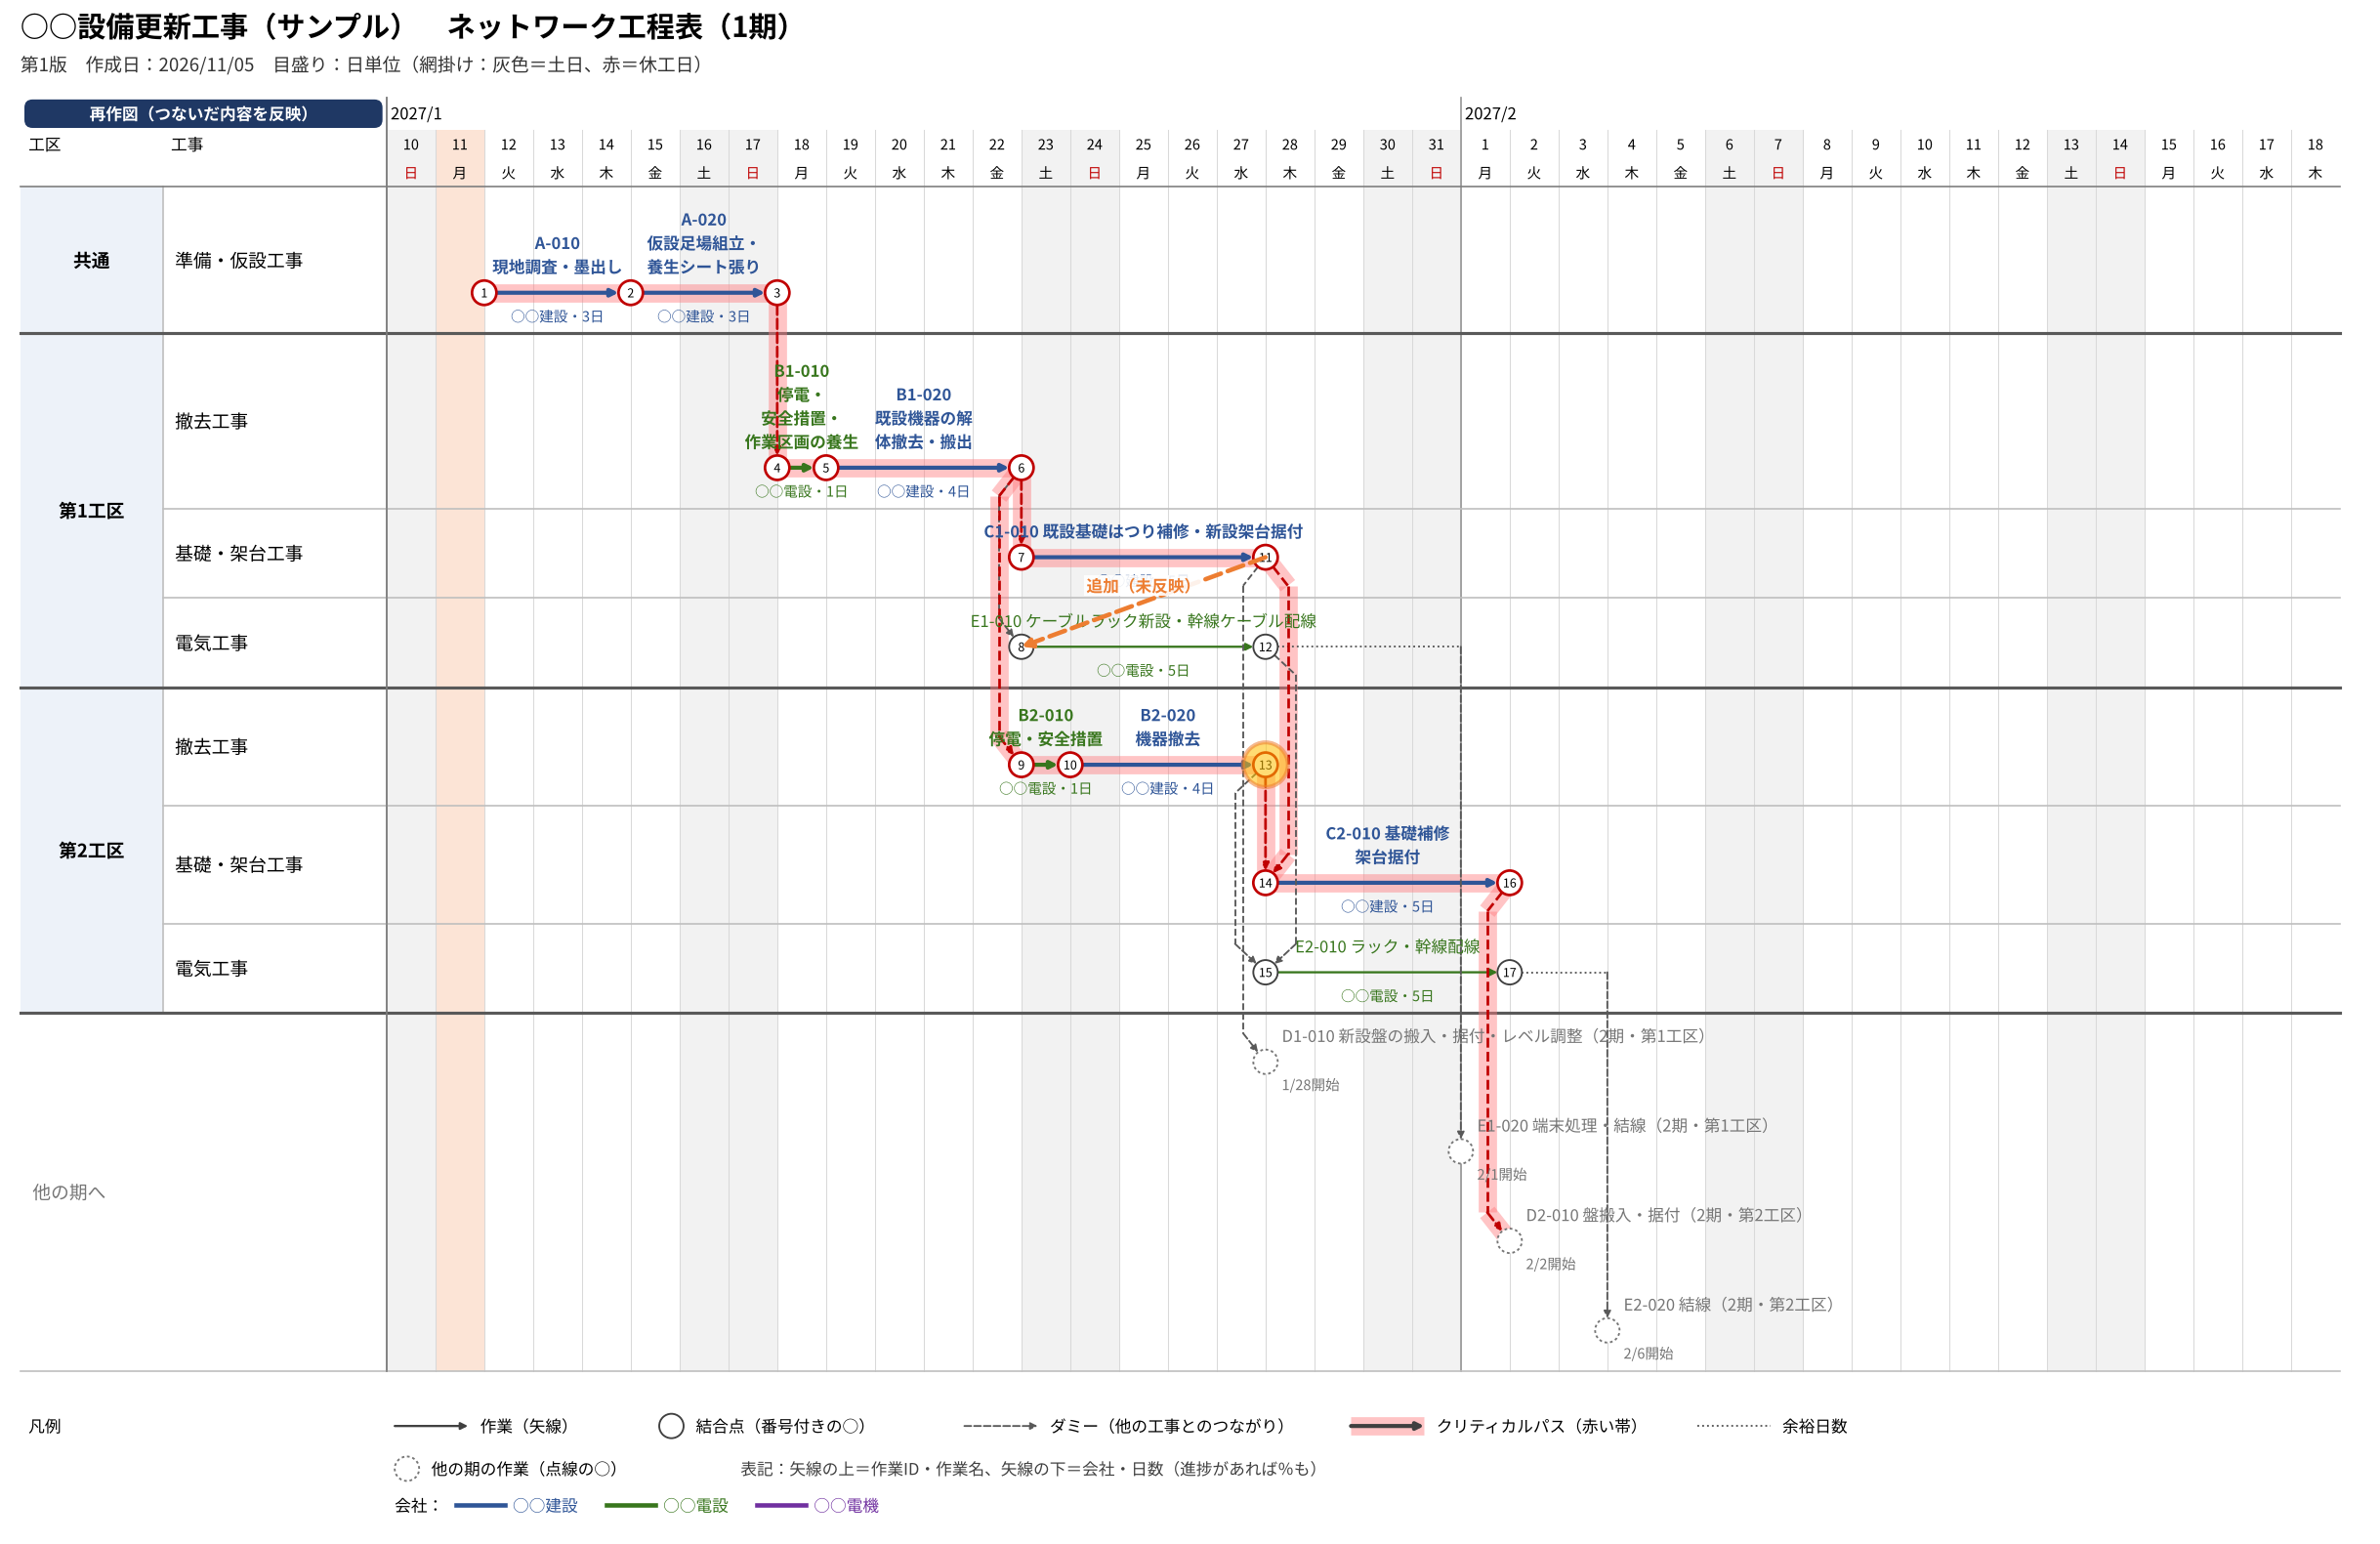 ○○設備更新工事（サンプル）　ネットワーク工程表（1期）
第1版　作成日：2026/11/05　目盛り：日単位（網掛け：灰色＝土日、赤＝休工日）
再作図（つないだ内容を反映）
2027/1
2027/2
工区 工事
10 11 12 13 14 15 16 17 18 19 20 21 22 23 24 25 26 27 28 29 30 31 1 2 3 4 5 6 7 8 9 10 11 12 13 14 15 16 17 18
日 月 火 水 木 金 土 日 月 火 水 木 金 土 日 月 火 水 木 金 土 日 月 火 水 木 金 土 日 月 火 水 木 金 土 日 月 火 水 木
共通
準備・仮設工事
A-010
現地調査・墨出し
A-020
仮設足場組立・
養生シート張り
1
2
3
○○建設・3日
○○建設・3日
第1工区
撤去工事
B1-010
停電・
安全措置・
作業区画の養生
B1-020
既設機器の解
体撤去・搬出
4
5
6
○○電設・1日
○○建設・4日
基礎・架台工事
C1-010 既設基礎はつり補修・新設架台据付
7
11
追加（未反映）
電気工事
E1-010 ケーブルラック新設・幹線ケーブル配線
8
12
○○電設・5日
第2工区
撤去工事
B2-010
停電・安全措置
B2-020
機器撤去
9
10
13
○○電設・1日
○○建設・4日
基礎・架台工事
C2-010 基礎補修
架台据付
14
16
○○建設・5日
電気工事
E2-010 ラック・幹線配線
15
17
○○電設・5日
他の期へ
D1-010 新設盤の搬入・据付・レベル調整（2期・第1工区）
1/28開始
E1-020 端末処理・結線（2期・第1工区）
2/1開始
D2-010 盤搬入・据付（2期・第2工区）
2/2開始
E2-020 結線（2期・第2工区）
2/6開始
凡例
作業（矢線）
結合点（番号付きの○）
ダミー（他の工事とのつながり）
クリティカルパス（赤い帯）
余裕日数
他の期の作業（点線の○）
表記：矢線の上＝作業ID・作業名、矢線の下＝会社・日数（進捗があれば%も）
会社：
○○建設
○○電設
○○電機